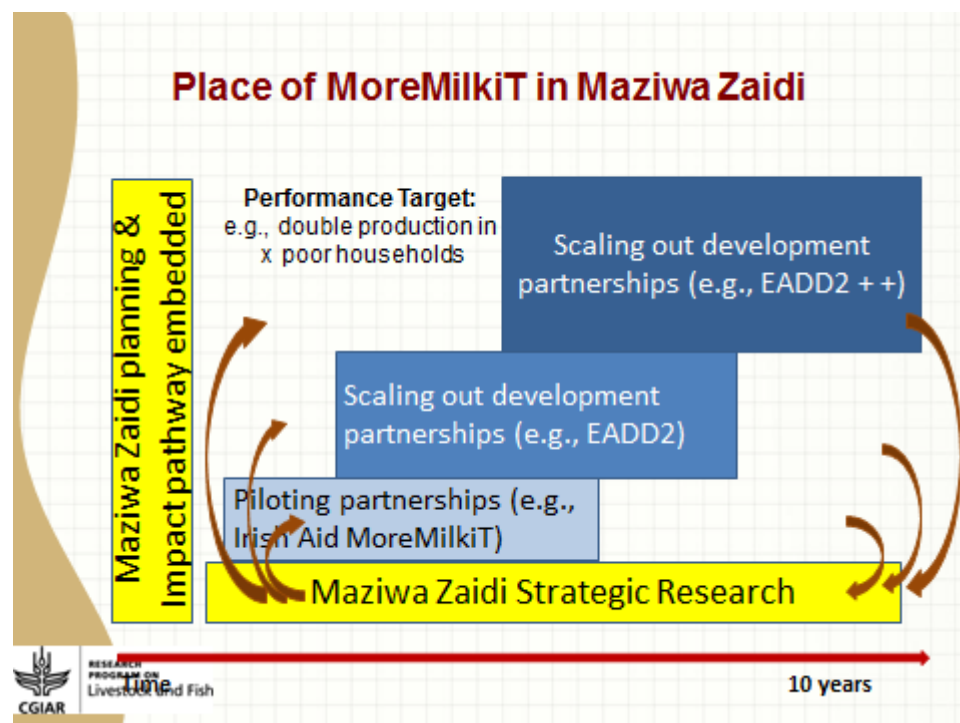 Place of MoreMilkiT in Maziwa Zaidi
Maziwa Zaidi planning &
Impact pathway embedded
Performance Target:
e.g., double production in
x poor households
Scaling out development
partnerships (e.g., EADD2 + +)
Scaling out development
partnerships (e.g., EADD2)
Piloting partnerships (e.g.,
Irish Aid MoreMilkiT)
Maziwa Zaidi Strategic Research
Time
10 years
CGIAR
RESEARCH
PROGRAM ON
Livestock and Fish